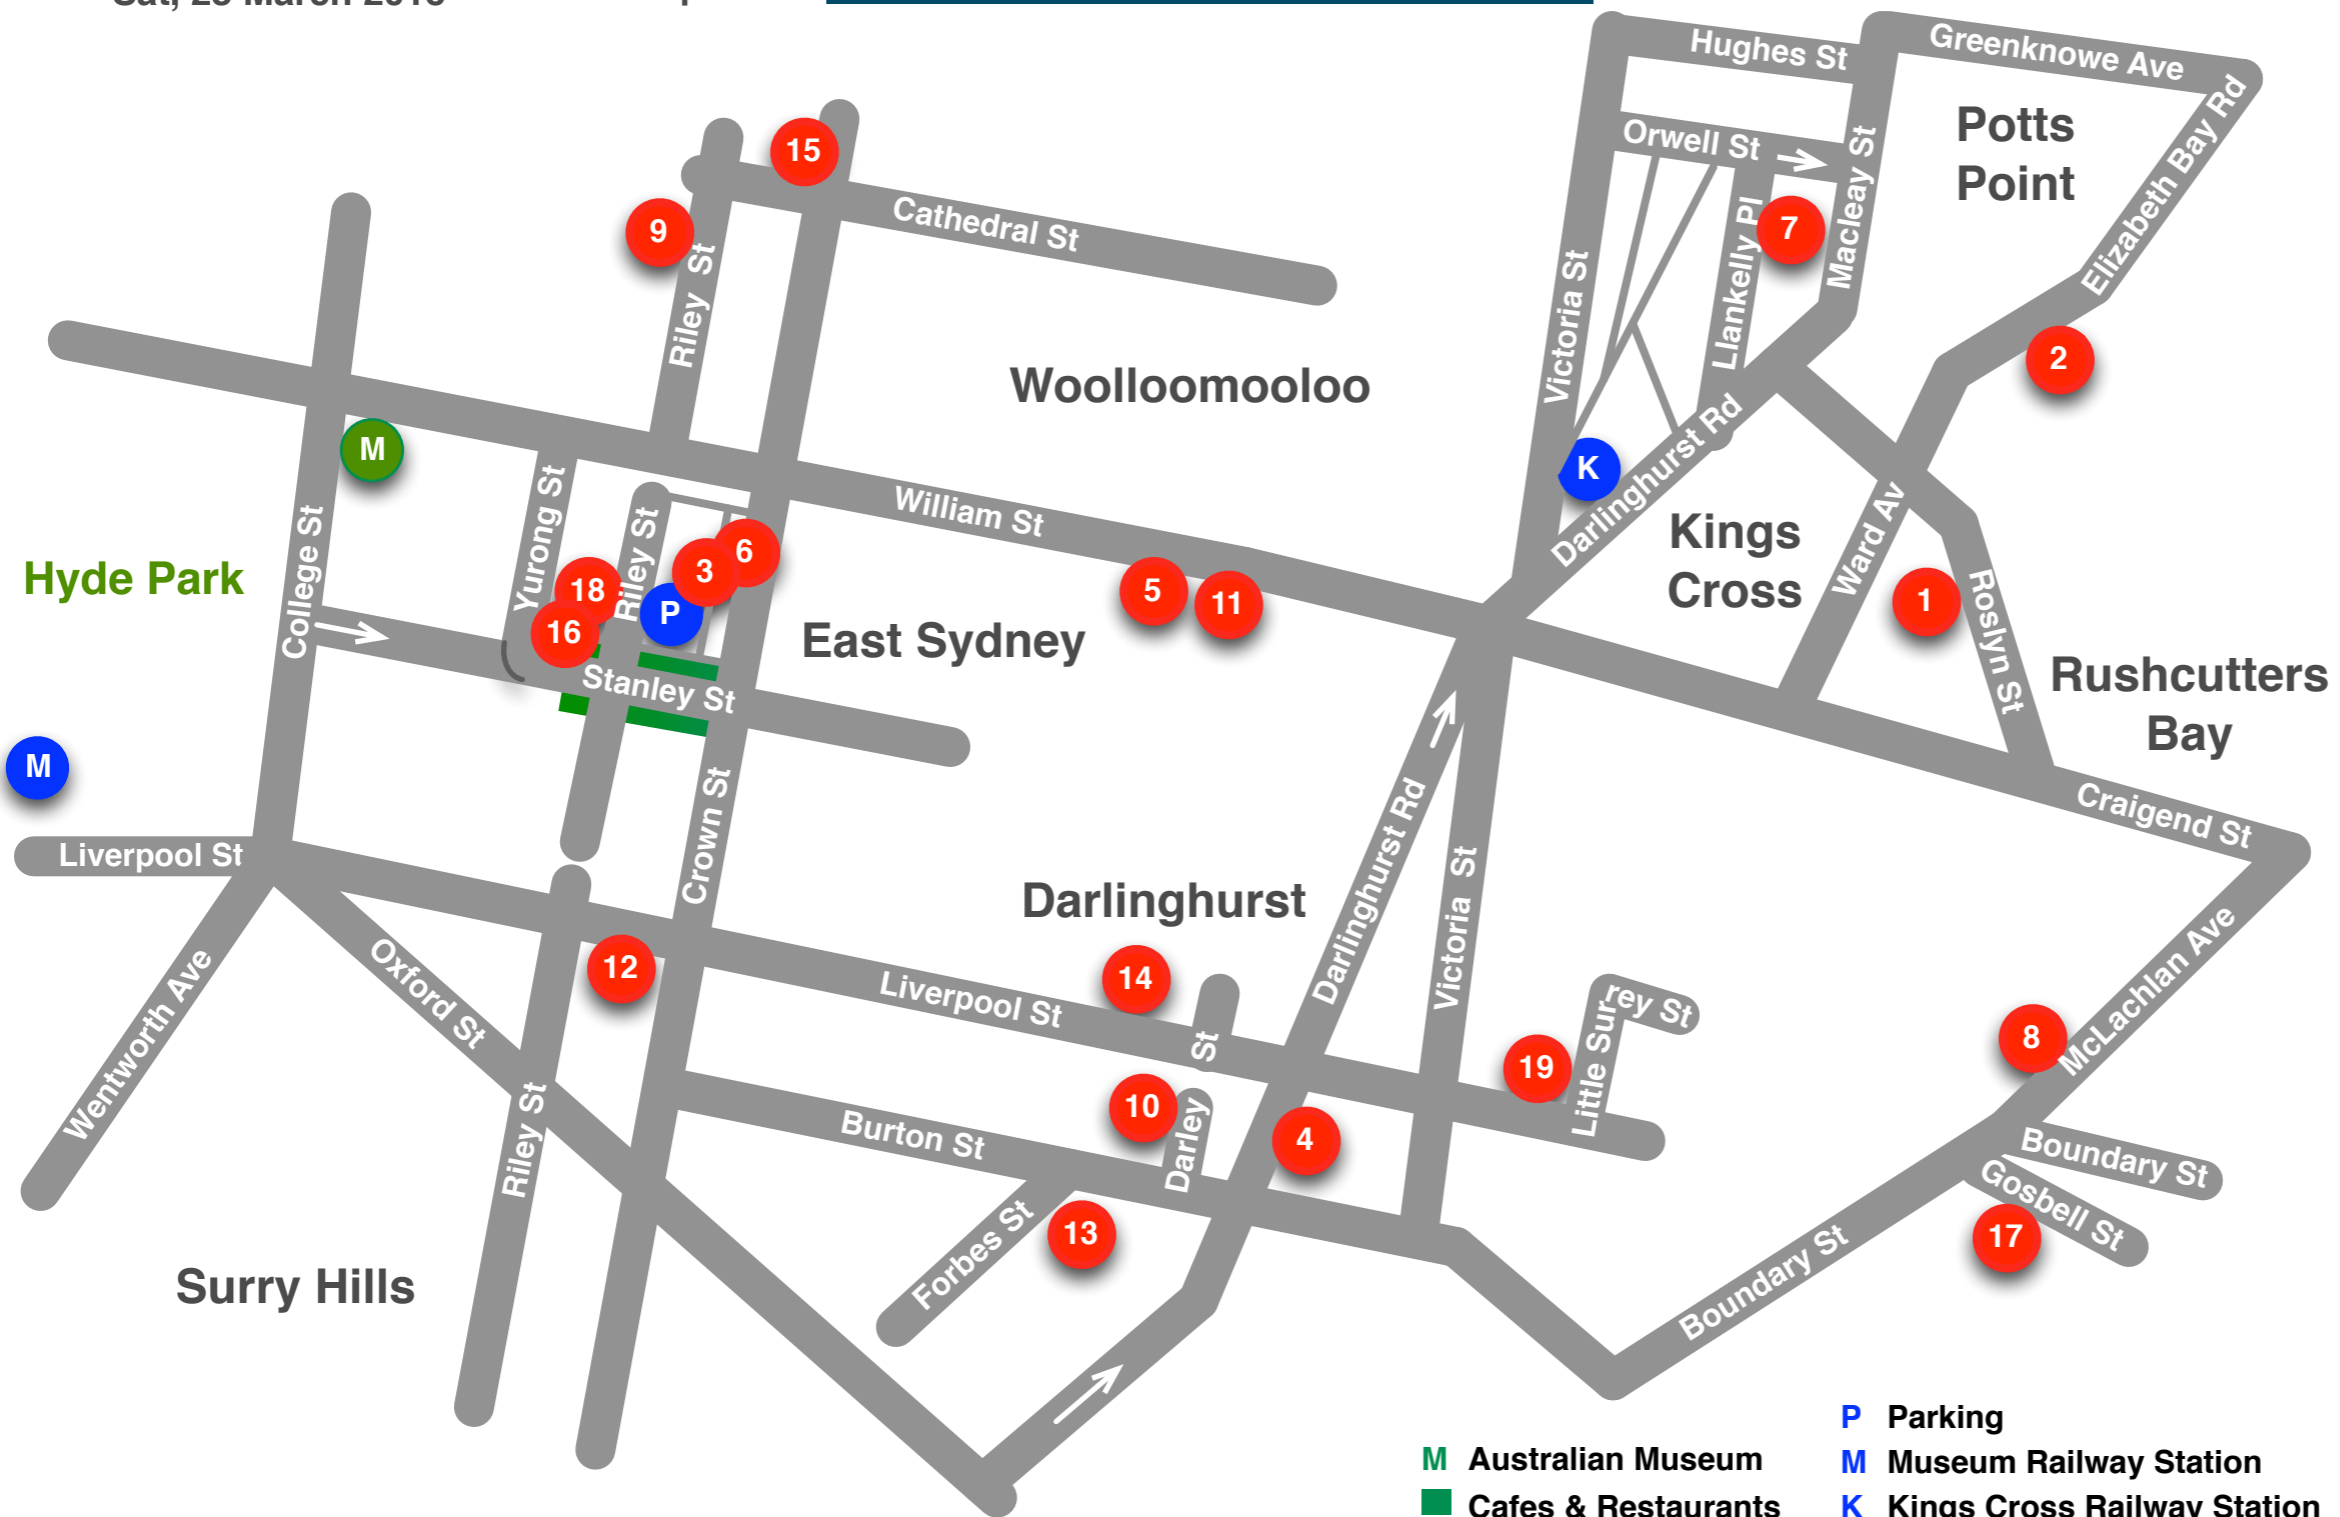 Hughes St
Greenknowe Ave
Potts
Point
Orwell St
Macleay St
Elizabeth Bay Rd
15
9
7
Cathedral St
Riley St
Victoria St
Llankelly Pl
2
Woolloomooloo
M
K
Darlinghurst Rd
William St
Kings
Cross
Ward Av
Yurong St
Riley St
College St
Hyde Park
6
3
18
P
16
5
11
1
Roslyn St
East Sydney
Stanley St
Rushcutters
Bay
M
Crown St
Craigend St
Liverpool St
Darlinghurst Rd
Victoria St
Darlinghurst
McLachlan Ave
12
14
Oxford St
Wentworth Ave
Liverpool St
St
rey St
Little Sur
19
8
10
Darley
4
Burton St
Riley St
Boundary St
Gosbell St
17
13
Forbes St
Boundary St
Surry Hills
P Parking
M Australian Museum
M Museum Railway Station
Cafes & Restaurants
K Kings Cross Railway Station